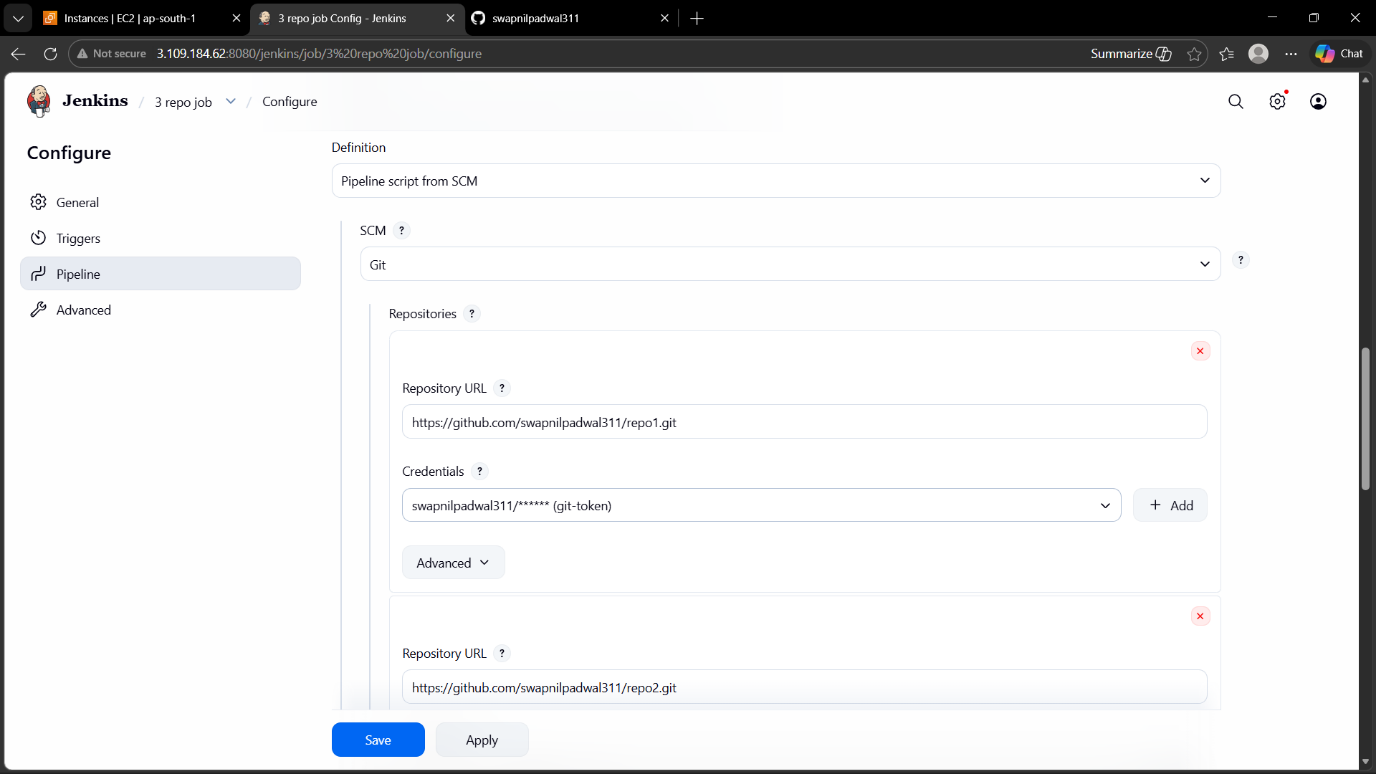 Instances | EC2 | ap-south-1
3 repo job Config - Jenkins
swapnilpadwal311
Not secure
3.109.184.62:8080/jenkins/job/3%20repo%20job/configure
Summarize
Chat
Jenkins / 3 repo job / Configure
Configure
General
Triggers
Pipeline
Advanced
Definition
Pipeline script from SCM
SCM ?
Git
?
Repositories ?
Repository URL ?
https://github.com/swapnilpadwal311/repo1.git
Credentials ?
swapnilpadwal311/****** (git-token)
+ Add
Advanced
Repository URL ?
https://github.com/swapnilpadwal311/repo2.git
Save
Apply